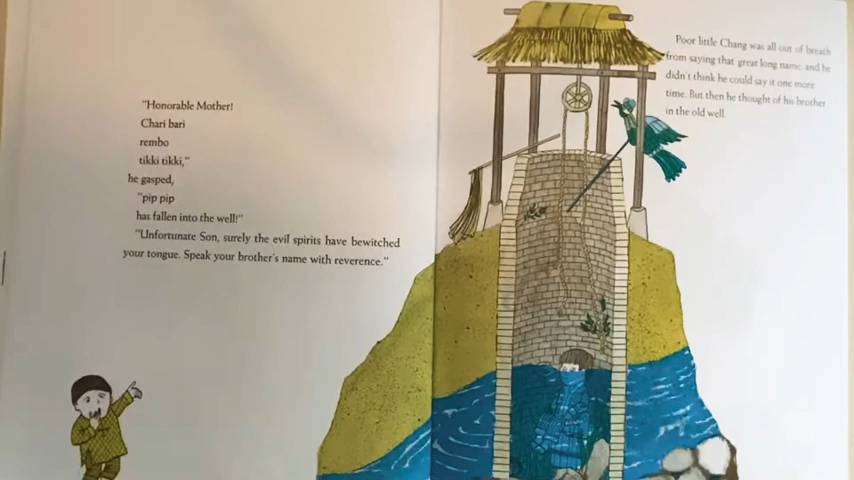 "Honorable Mother!
Chari bari
rembo
tikki tikki,"
he gasped,
"pip pip
has fallen into the well!"
"Unfortunate Son, surely the evil spirits have bewitched
your tongue. Speak your brother's name with reverence."
Poor little Chang was all out of breath
from saying that great long name, and he
didn't think he could say it one more
time. But then he thought of his brother
in the old well.